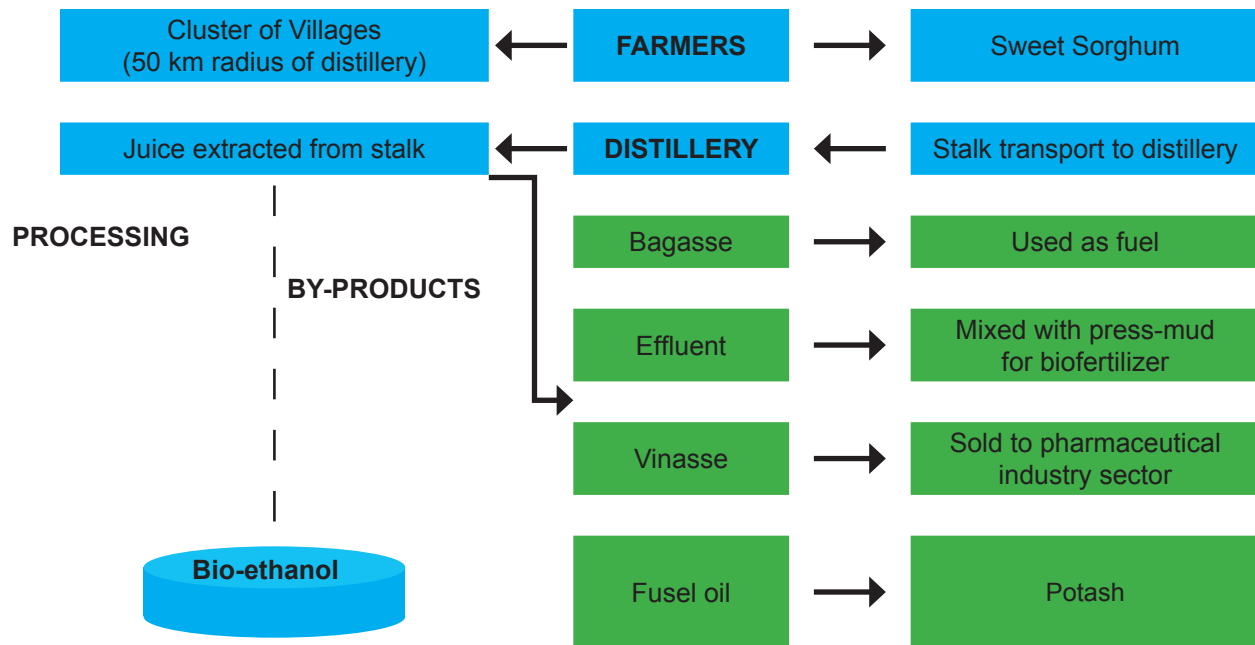 Cluster of Villages
(50 km radius of distillery)
FARMERS
Sweet Sorghum
Juice extracted from stalk
DISTILLERY
Stalk transport to distillery
PROCESSING
BY-PRODUCTS
Bagasse
Used as fuel
Effluent
Mixed with press-mud
for biofertilizer
Vinasse
Sold to pharmaceutical
industry sector
Bio-ethanol
Fusel oil
Potash